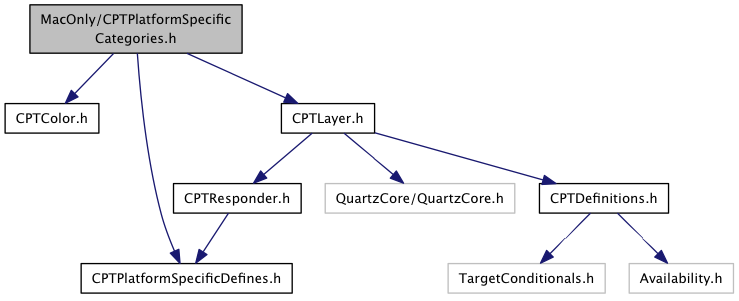 MacOnly/CPTPlatformSpecific
Categories.h
CPTColor.h
CPTLayer.h
CPTResponder.h
QuartzCore/QuartzCore.h
CPTDefinitions.h
CPTPlatformSpecificDefines.h
TargetConditionals.h
Availability.h